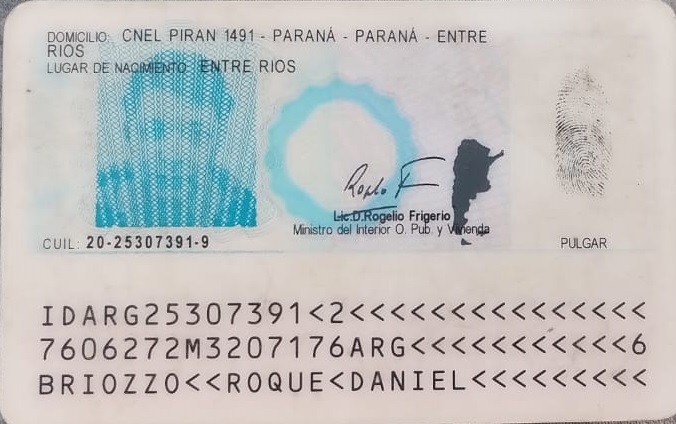 DOMICILIO: CNEL PIRAN 1491 - PARANÁ - PARANÁ - ENTRE
RIOS
LUGAR DE NACIMIENTO: ENTRE RIOS
Lic.D.Rogelio Frigerio
Ministro del Interior O. Pub. y Vivienda
CUIL: 20-25307391-9
PULGAR
IDARG25307391<2<<<<<<<<<<<<<<<
7606272M3207176ARG<<<<<<<<<<<6
BRIOZZO<<ROQUE<DANIEL<<<<<<<<<